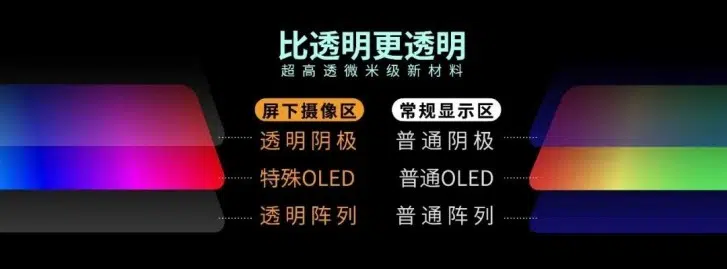 比透明更透明
超高透微米级新材料
屏下摄像区 常规显示区
透明阴极 普通阴极
特殊OLED 普通OLED
透明阵列 普通阵列